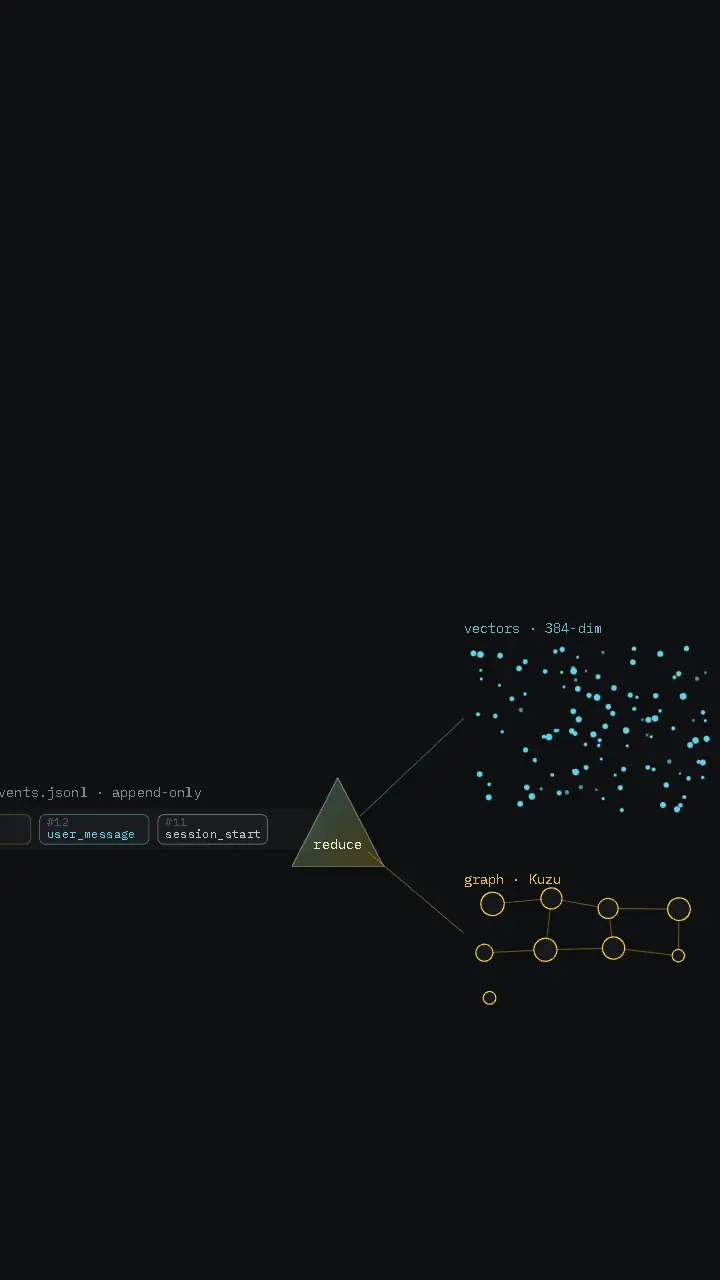 vectors · 384-dim
vents.jsonl · append-only
#12
user_message
#11
session_start
reduce
graph · Kuzu